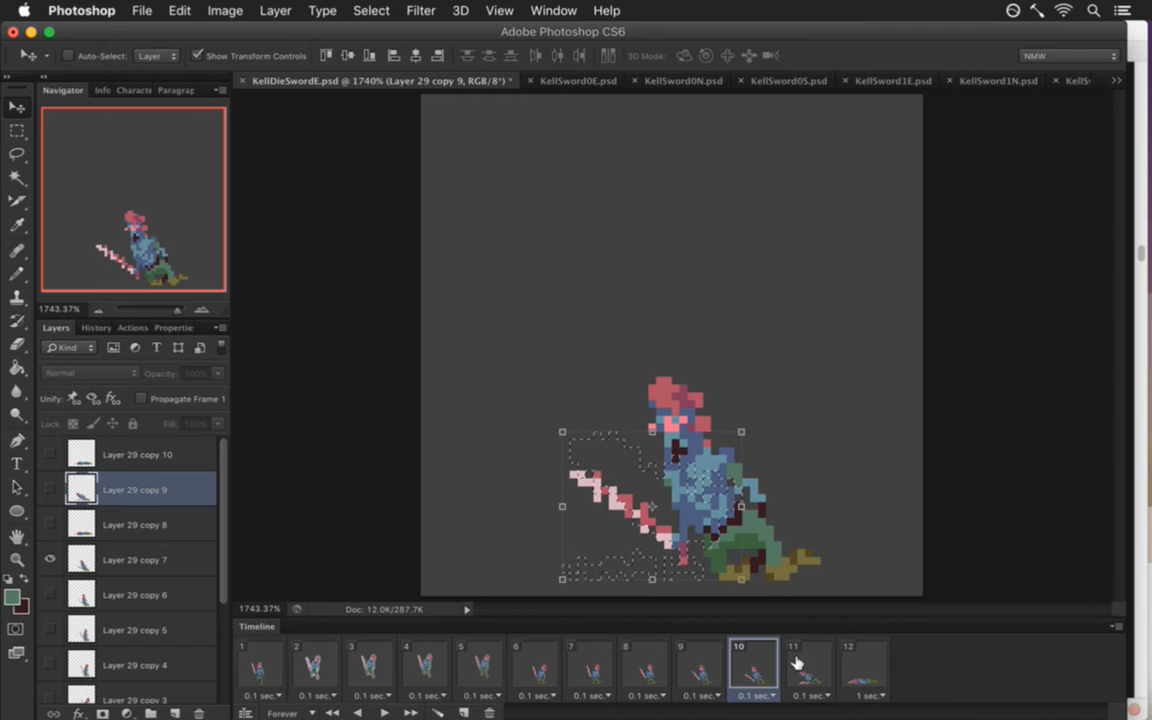 Photoshop File Edit Image Layer Type Select Filter 3D View Window Help
Adobe Photoshop CS6
Auto-Select: Layer Show Transform Controls 3D Mode: NMW
Navigator Info Characte Paragrap
KellDieSwordE.psd @ 1740% (Layer 29 copy 9, RGB/8*) * KellSword0E.psd KellSword0N.psd KellSword0S.psd KellSword1E.psd KellSword1N.psd KellS
1743.37%
Layers History Actions Propertie
Kind
Normal Opacity: 100%
Unify: Propagate Frame 1
Lock: Fill: 100%
Layer 29 copy 10
Layer 29 copy 9
Layer 29 copy 8
Layer 29 copy 7
Layer 29 copy 6
Layer 29 copy 5
Layer 29 copy 4
Layer 29 copy 3
1743.37% Doc: 12.0K/287.7K
Timeline
1 2 3 4 5 6 7 8 9 10 11 12
0.1 sec. 0.1 sec. 0.1 sec. 0.1 sec. 0.1 sec. 0.1 sec. 0.1 sec. 0.1 sec. 0.1 sec. 0.1 sec. 0.1 sec. 1 sec.
Forever